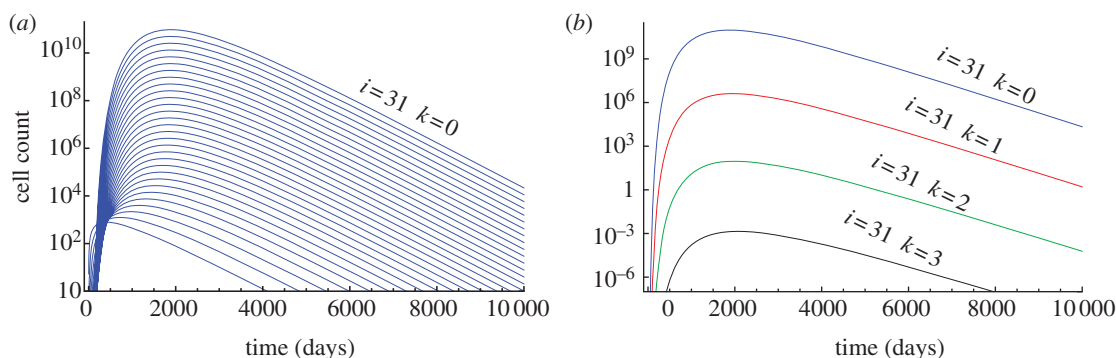 (a)
10^10
10^8
10^6
10^4
10^2
10
cell count
i=31 k=0
0 2000 4000 6000 8000 10 000
time (days)
(b)
10^9
10^6
10^3
1
10^−3
10^−6
i=31 k=0
i=31 k=1
i=31 k=2
i=31 k=3
0 2000 4000 6000 8000 10 000
time (days)